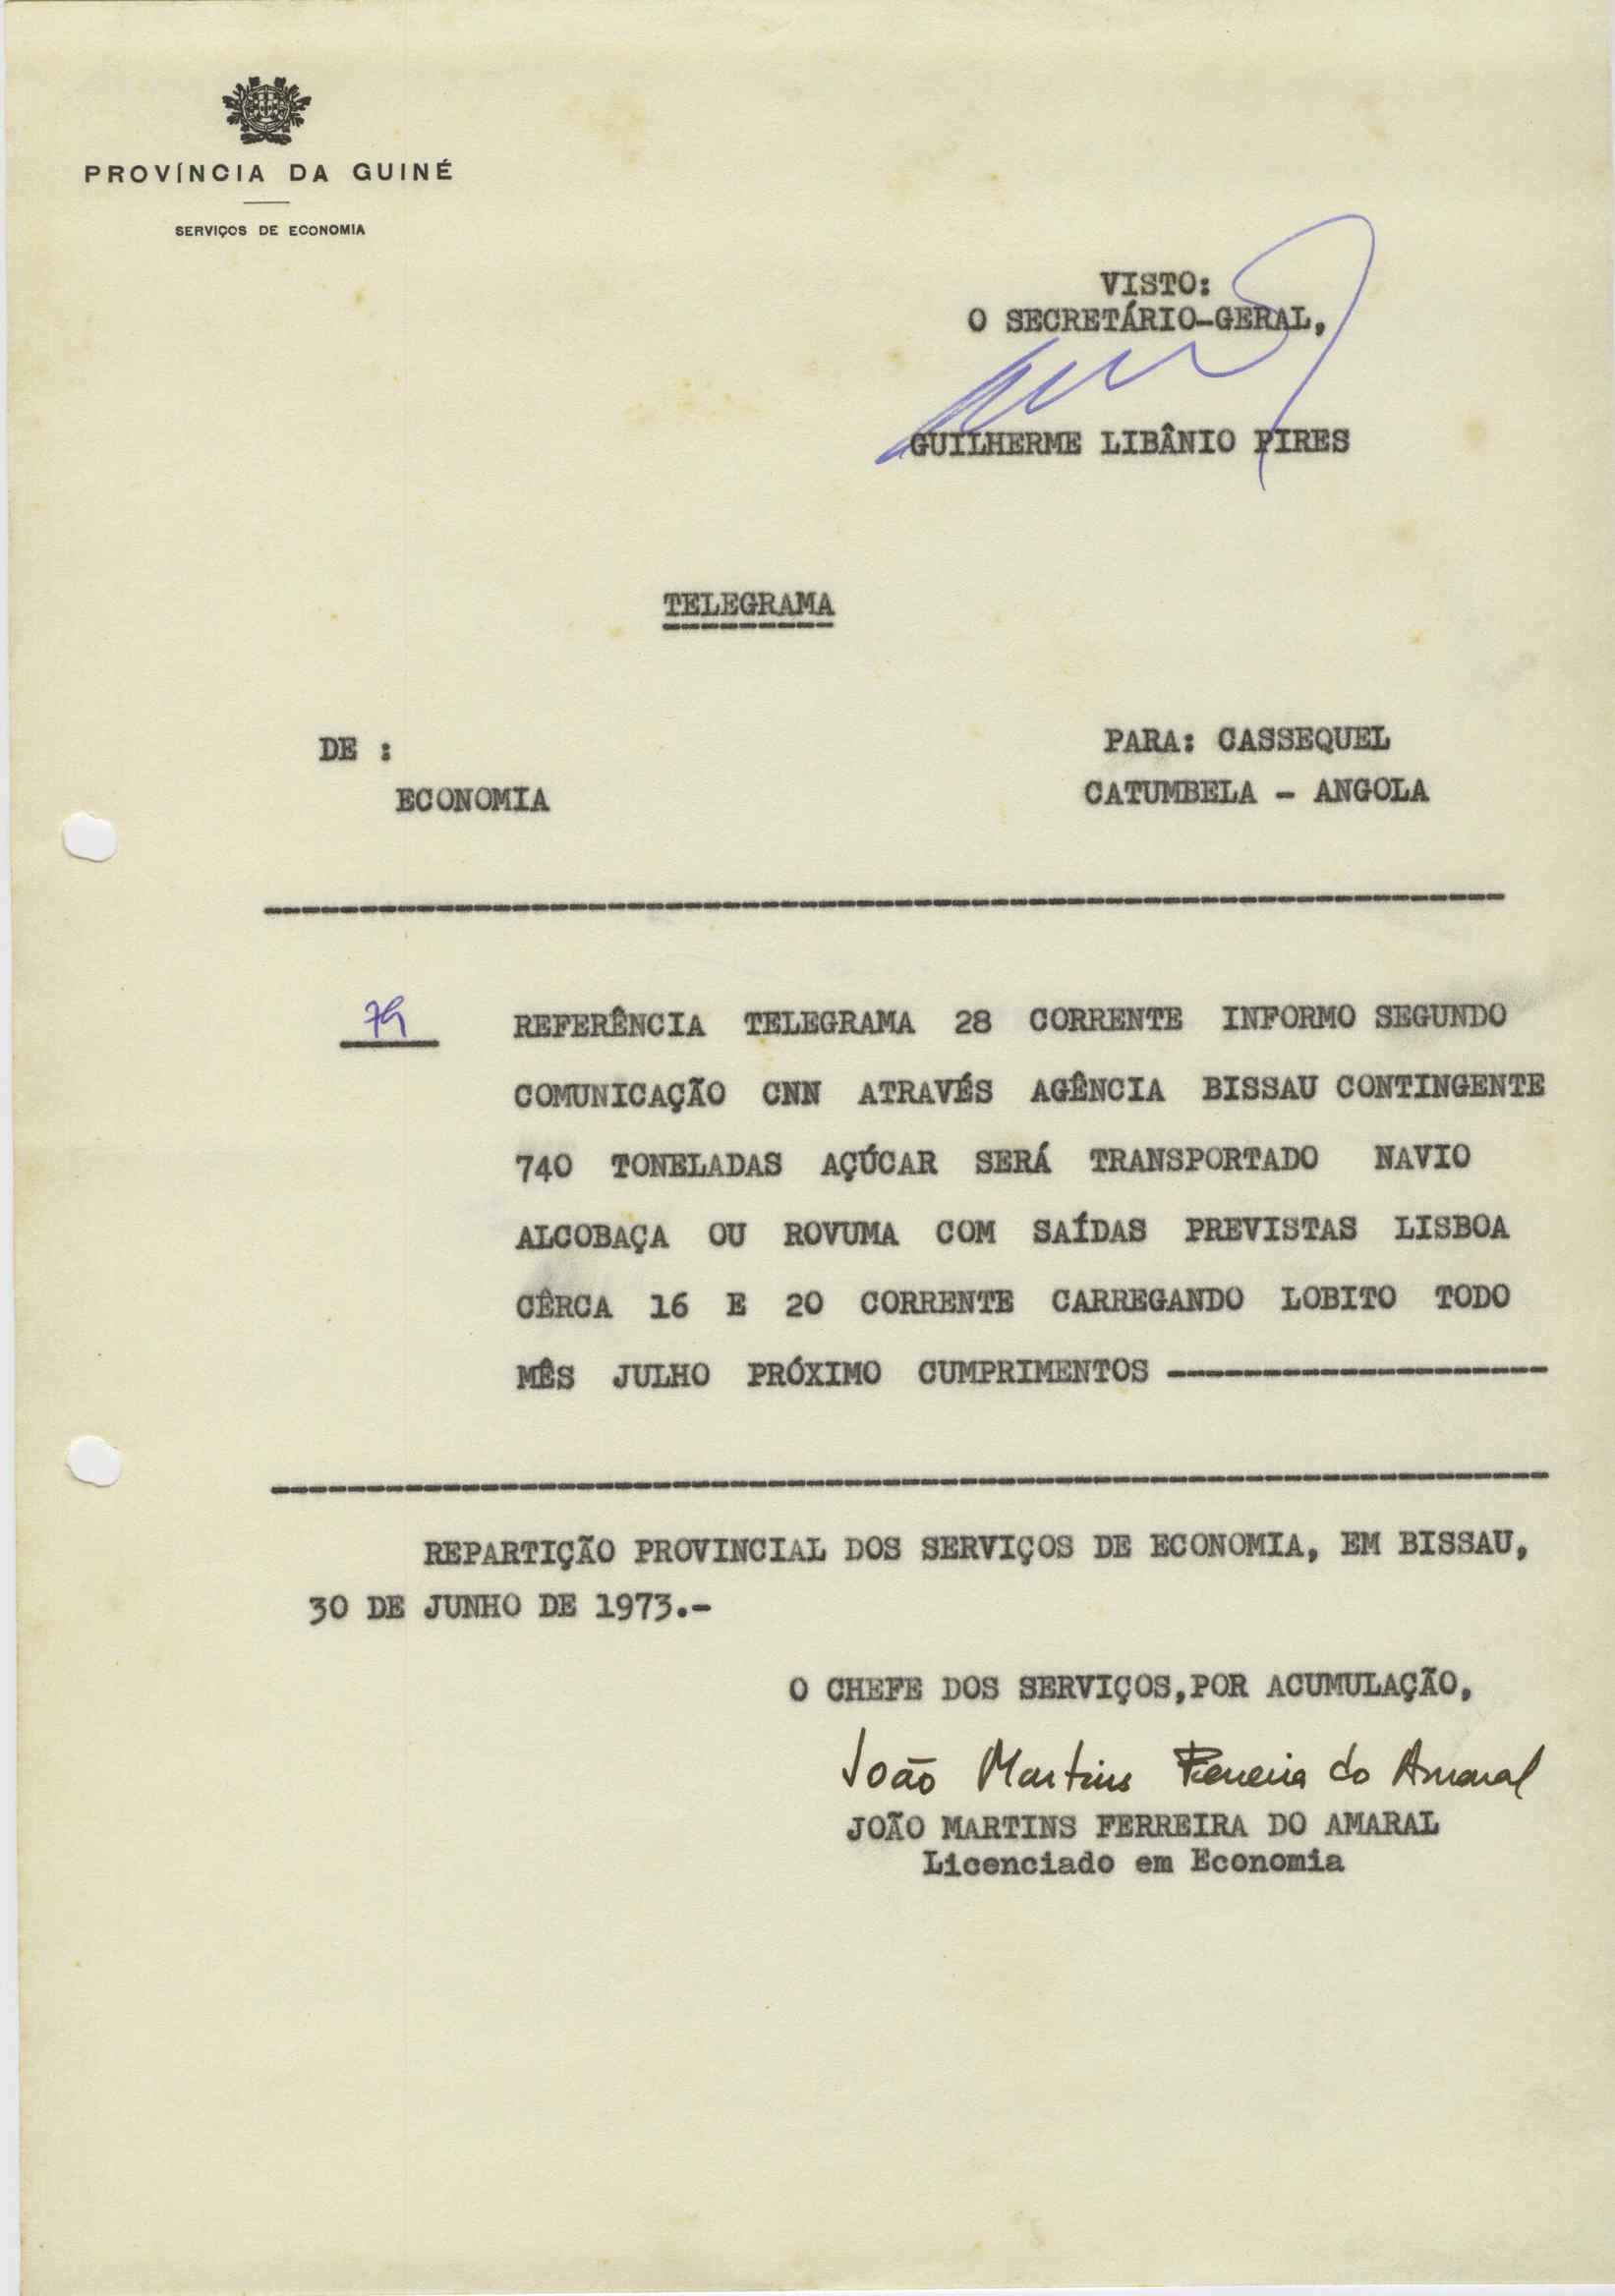 PROVÍNCIA DA GUINÉ
SERVIÇOS DE ECONOMIA
VISTO:
O SECRETÁRIO-GERAL,
GUILHERME LIBÂNIO PIRES
TELEGRAMA
DE :
ECONOMIA
PARA: CASSEQUEL
CATUMBELA - ANGOLA
79
REFERÊNCIA TELEGRAMA 28 CORRENTE INFORMO SEGUNDO
COMUNICAÇÃO CNN ATRAVÉS AGÊNCIA BISSAU CONTINGENTE
740 TONELADAS AÇÚCAR SERÁ TRANSPORTADO NAVIO
ALCOBAÇA OU ROVUMA COM SAÍDAS PREVISTAS LISBOA
CÊRCA 16 E 20 CORRENTE CARREGANDO LOBITO TODO
MÊS JULHO PRÓXIMO CUMPRIMENTOS --------------------
REPARTIÇÃO PROVINCIAL DOS SERVIÇOS DE ECONOMIA, EM BISSAU,
30 DE JUNHO DE 1973.-
O CHEFE DOS SERVIÇOS,POR ACUMULAÇÃO,
João Martins Ferreira do Amaral
JOÃO MARTINS FERREIRA DO AMARAL
Licenciado em Economia